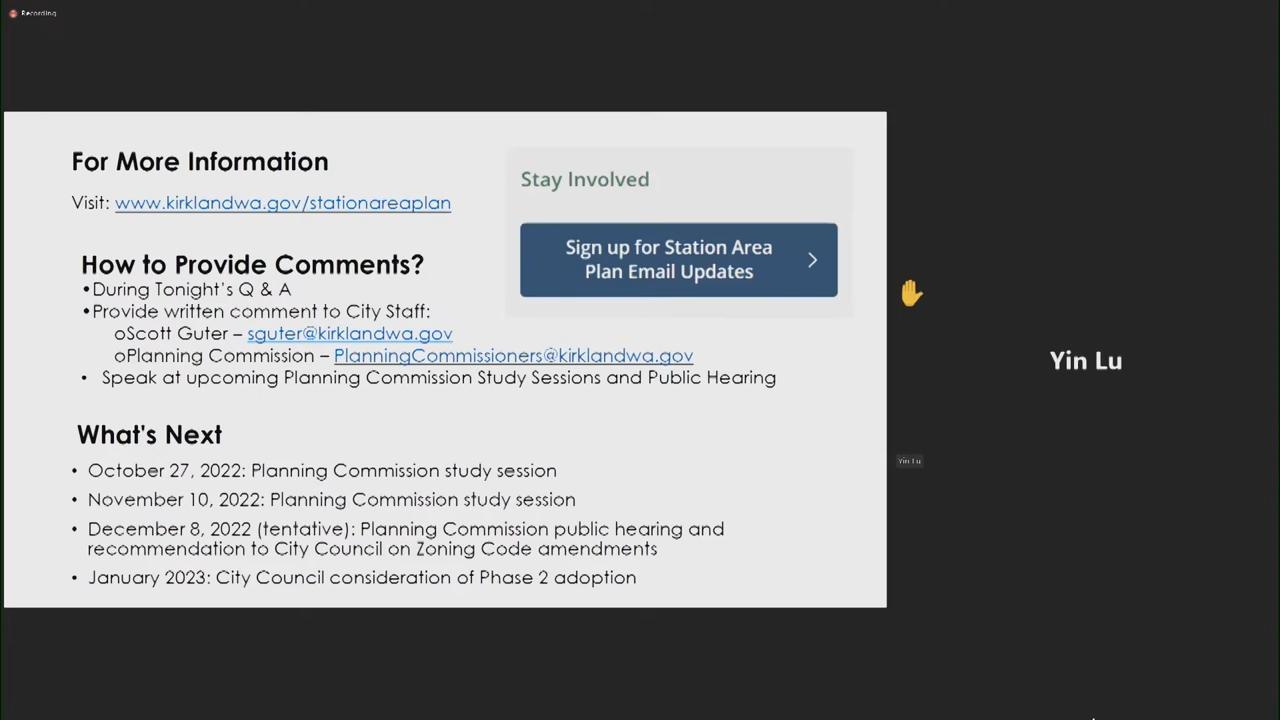 Recording
For More Information
Visit: www.kirklandwa.gov/stationareaplan
Stay Involved
Sign up for Station Area
Plan Email Updates
How to Provide Comments?
•During Tonight's Q & A
•Provide written comment to City Staff:
oScott Guter – sguter@kirklandwa.gov
oPlanning Commission – PlanningCommissioners@kirklandwa.gov
• Speak at upcoming Planning Commission Study Sessions and Public Hearing
What's Next
• October 27, 2022: Planning Commission study session
• November 10, 2022: Planning Commission study session
• December 8, 2022 (tentative): Planning Commission public hearing and
recommendation to City Council on Zoning Code amendments
• January 2023: City Council consideration of Phase 2 adoption
Yin Lu
Yin Lu